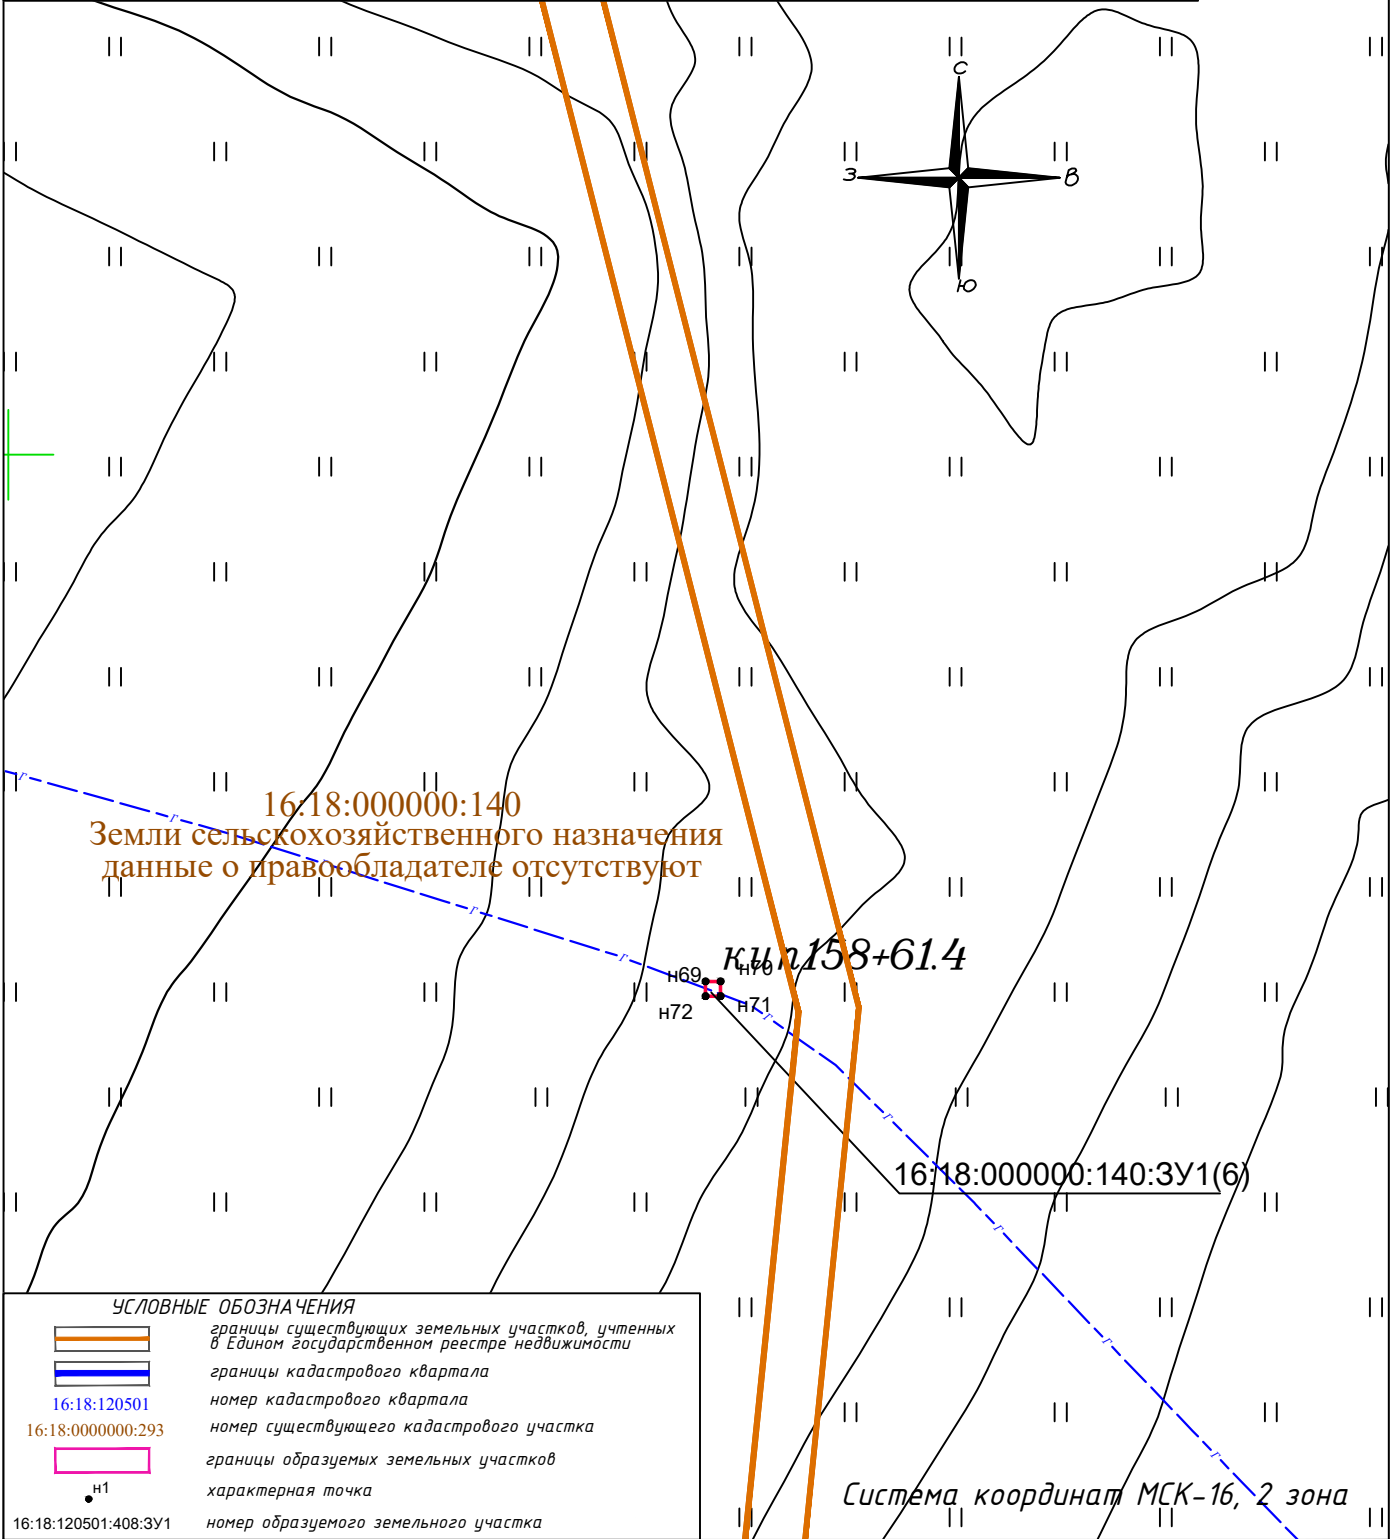 С
З
В
Ю
16:18:000000:140
Земли сельскохозяйственного назначения
данные о правообладателе отсутствуют
г
г
г
г
г
г
г
г
г
г
кип158+61.4
н69
н70
н72
н71
16:18:000000:140:ЗУ1(6)
УСЛОВНЫЕ ОБОЗНАЧЕНИЯ
границы существующих земельных участков, учтенных
в Едином государственном реестре недвижимости
границы кадастрового квартала
16:18:120501
номер кадастрового квартала
16:18:0000000:293
номер существующего кадастрового участка
границы образуемых земельных участков
н1
характерная точка
16:18:120501:408:ЗУ1
номер образуемого земельного участка
Система координат МСК-16, 2 зона